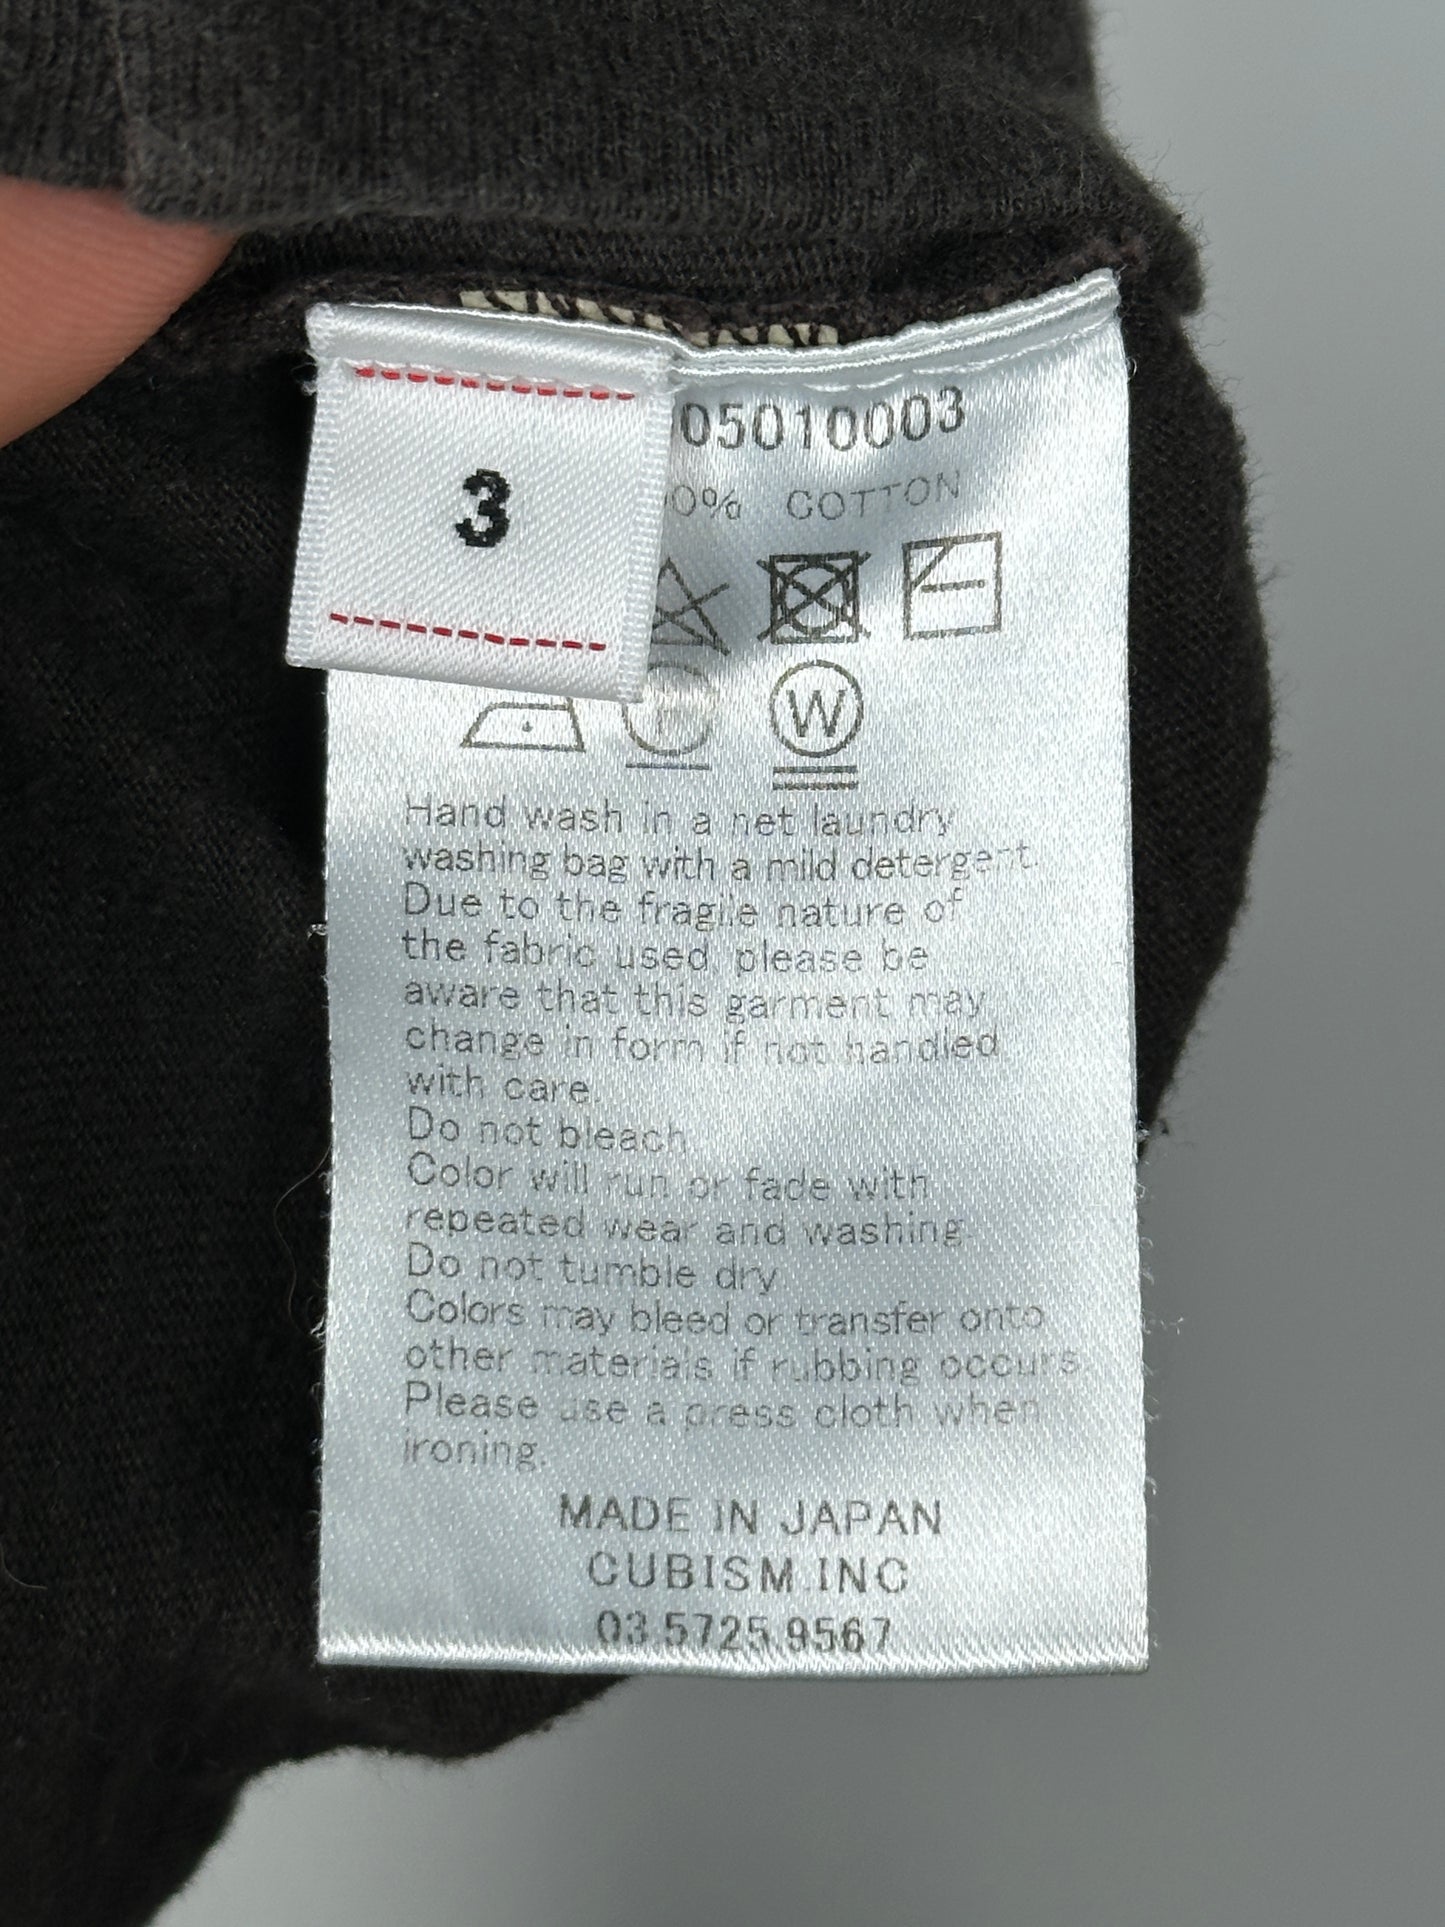 3
05010003
0% COTTON
W
Hand wash in a net laundry
washing bag with a mild detergent.
Due to the fragile nature of
the fabric used, please be
aware that this garment may
change in form if not handled
with care.
Do not bleach.
Color will run or fade with
repeated wear and washing.
Do not tumble dry.
Colors may bleed or transfer onto
other materials if rubbing occurs.
Please use a press cloth when
ironing.
MADE IN JAPAN
CUBISM.INC
03.5725.9567